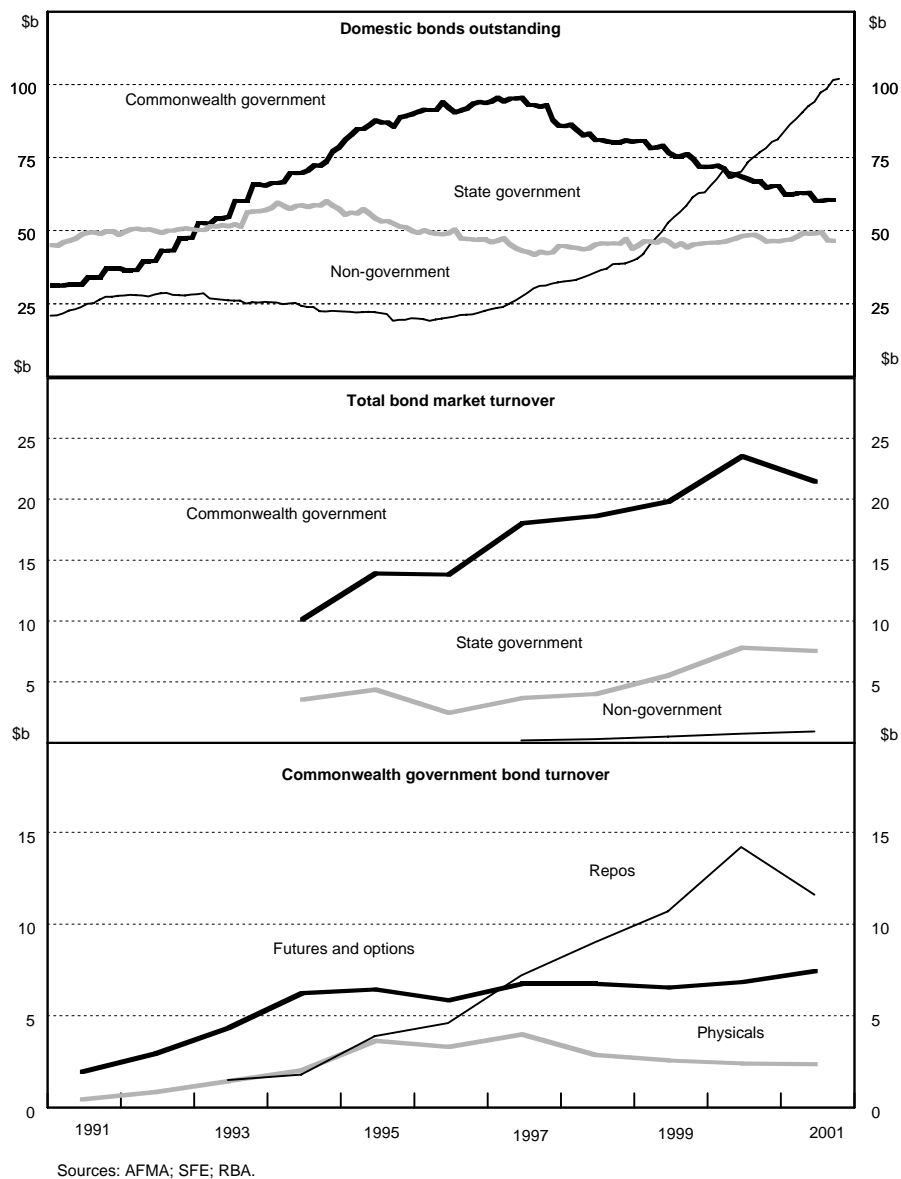 $b $b
Domestic bonds outstanding
100 100
Commonwealth government
75 75
State government
50 50
Non-government
25 25
$b $b
Total bond market turnover
25 25
20 20
Commonwealth government
15 15
10 10
State government
5 5
Non-government
$b $b
Commonwealth government bond turnover
15 15
Repos
10 10
Futures and options
5 5
Physicals
0 0
1991 1993 1995 1997 1999 2001
Sources: AFMA; SFE; RBA.